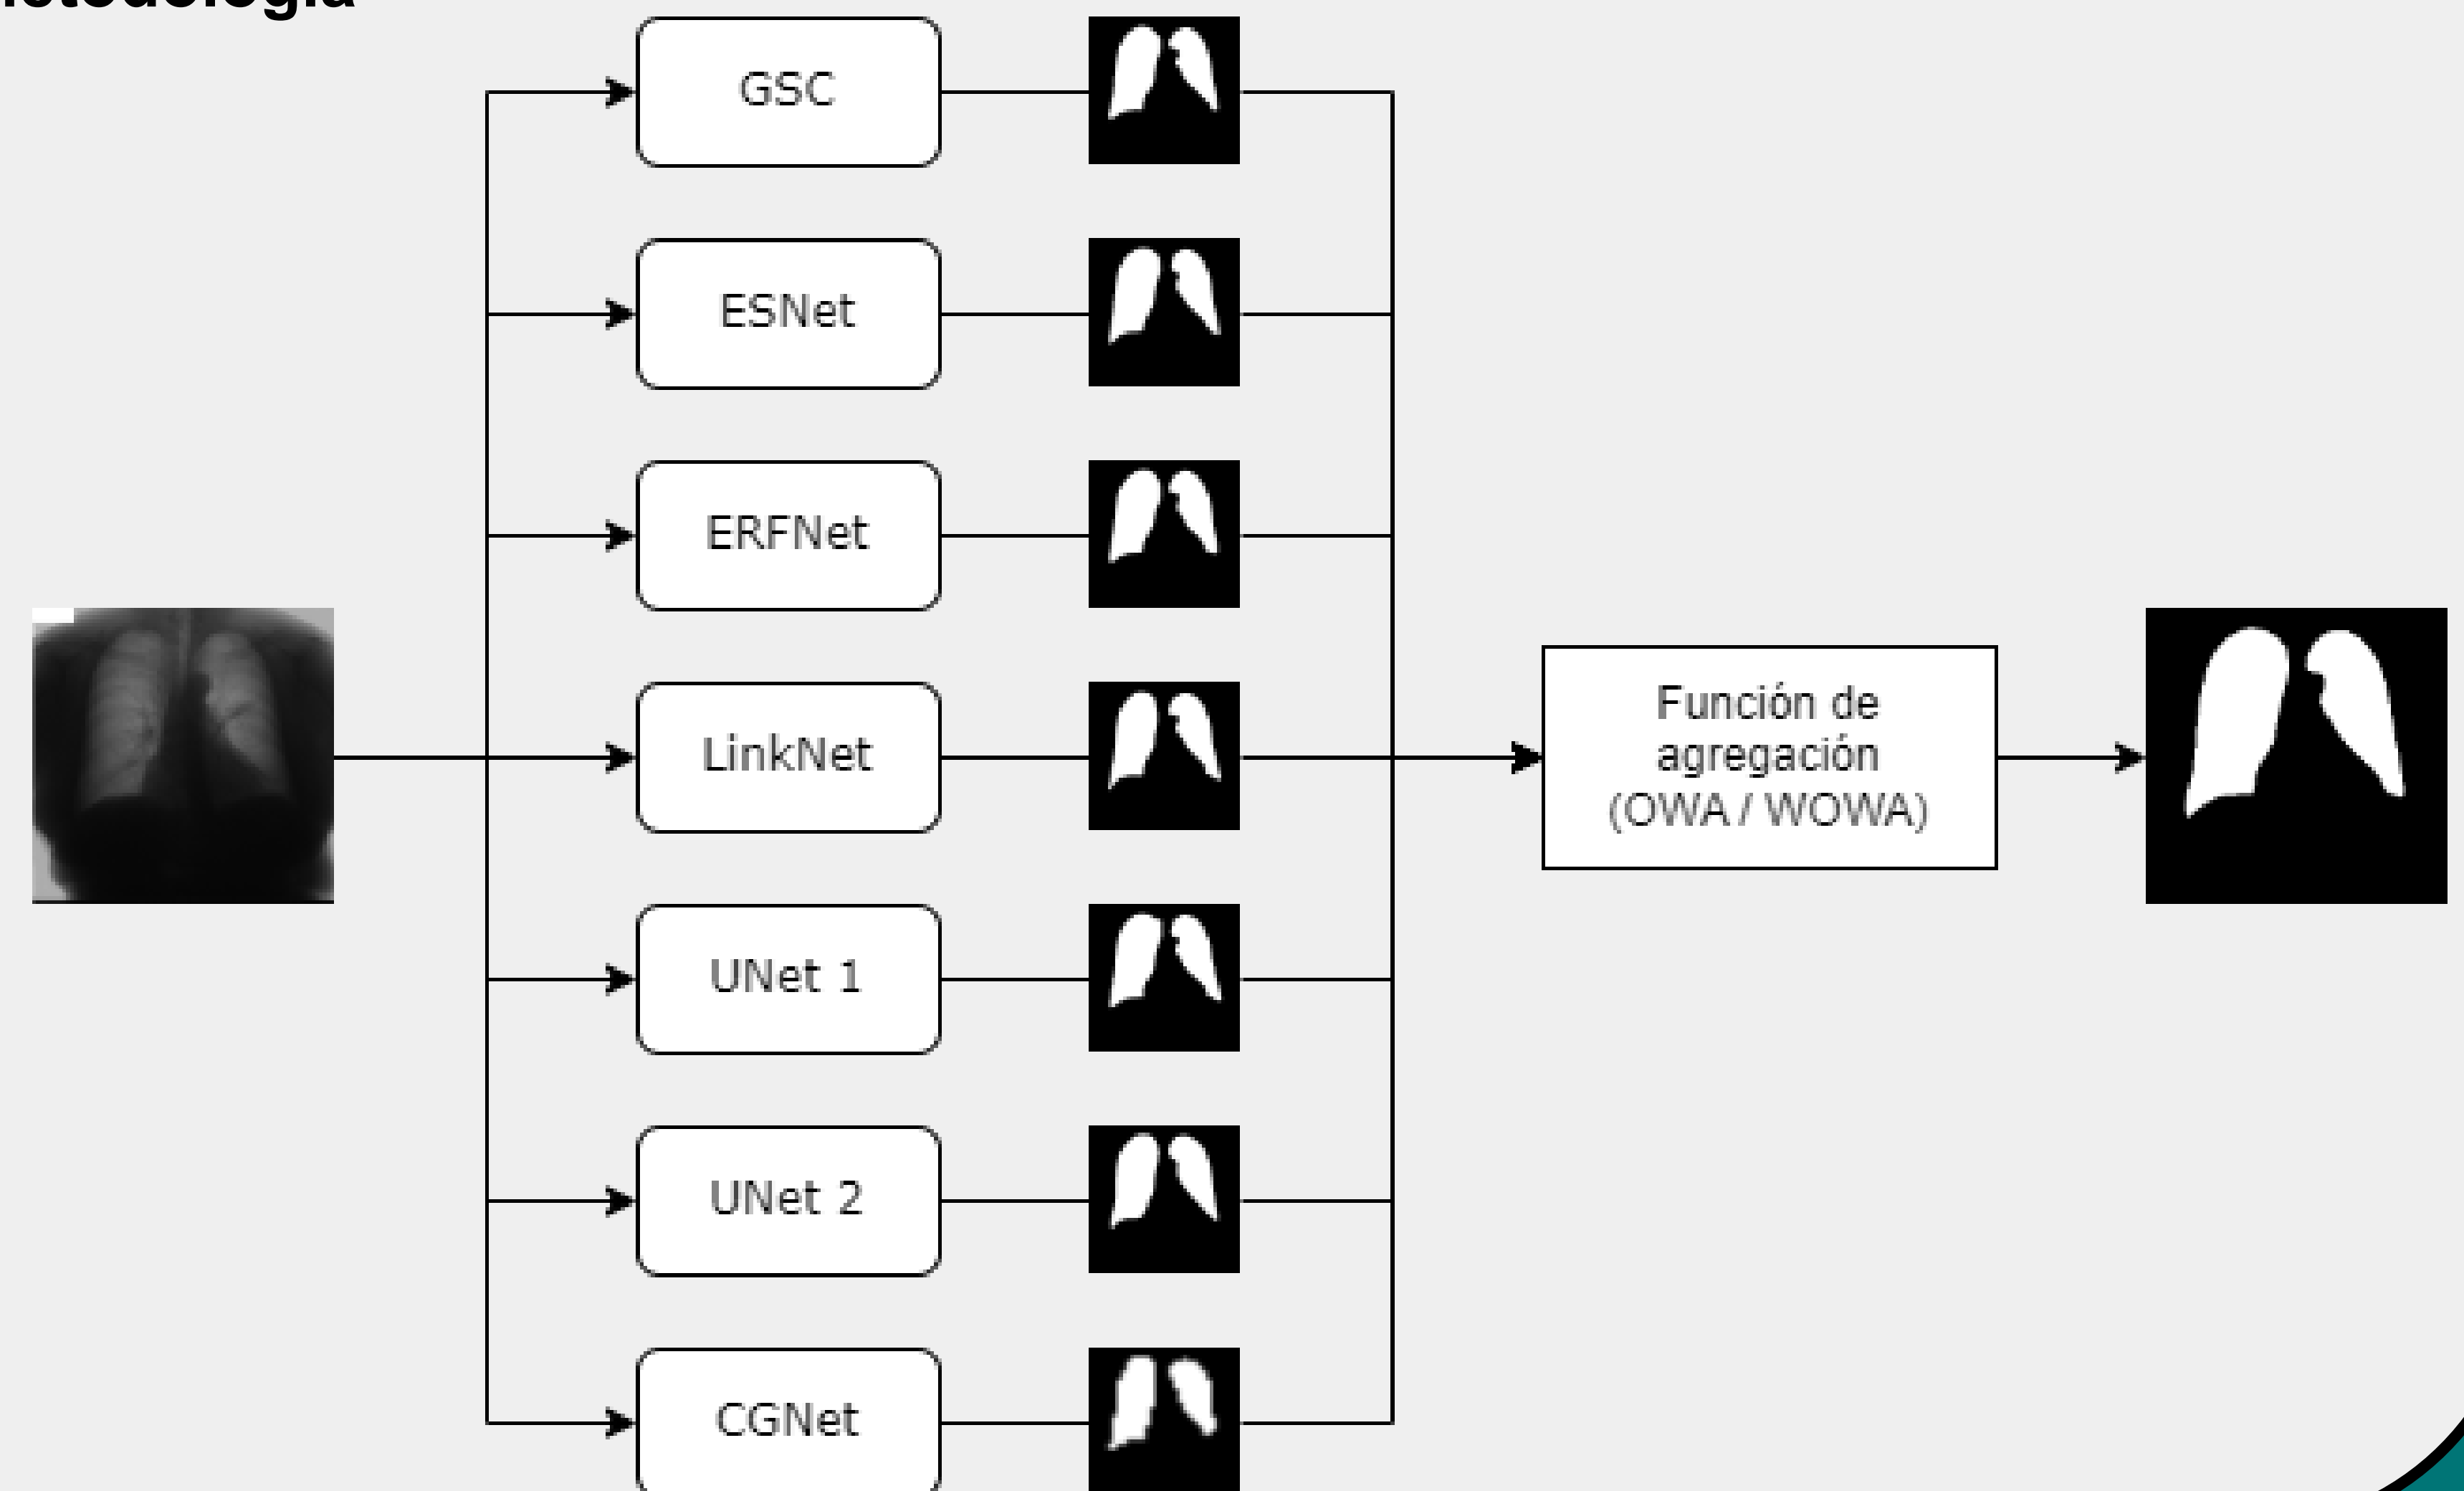 GSC
ESNet
ERFNet
LinkNet
UNet 1
UNet 2
CGNet
Función de
agregación
(OWA / WOWA)